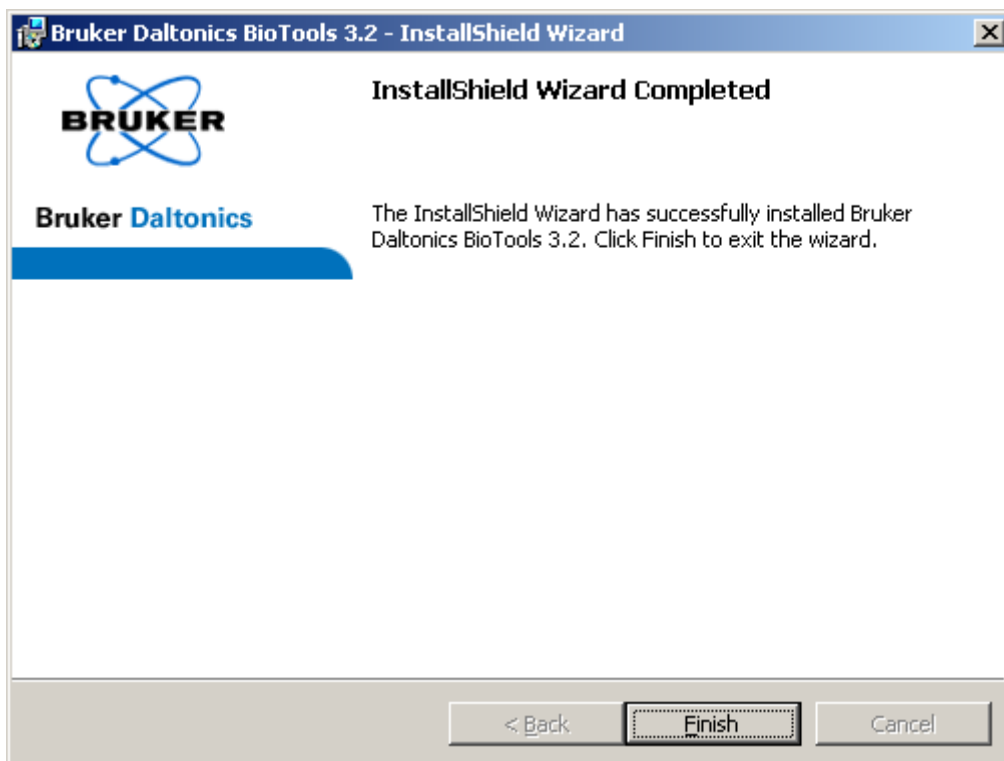 Bruker Daltonics BioTools 3.2 - InstallShield Wizard
BRUKER
Bruker Daltonics
InstallShield Wizard Completed
The InstallShield Wizard has successfully installed Bruker
Daltonics BioTools 3.2. Click Finish to exit the wizard.
< Back
Finish
Cancel